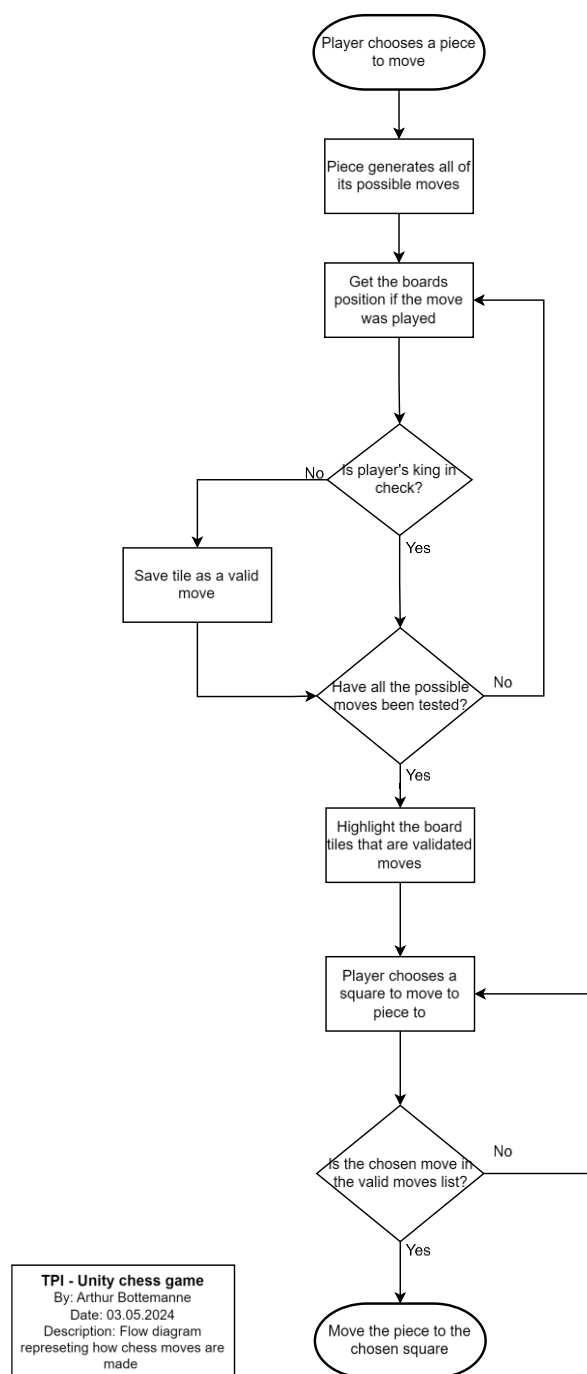 Player chooses a piece
to move
Piece generates all of
its possible moves
Get the boards
position if the move
was played
Is player's king in
check?
No
Yes
Save tile as a valid
move
Have all the possible
moves been tested?
No
Yes
Highlight the board
tiles that are validated
moves
Player chooses a
square to move to
piece to
Is the chosen move in
the valid moves list?
No
Yes
Move the piece to the
chosen square
TPI - Unity chess game
By: Arthur Bottemanne
Date: 03.05.2024
Description: Flow diagram
represeting how chess moves are
made